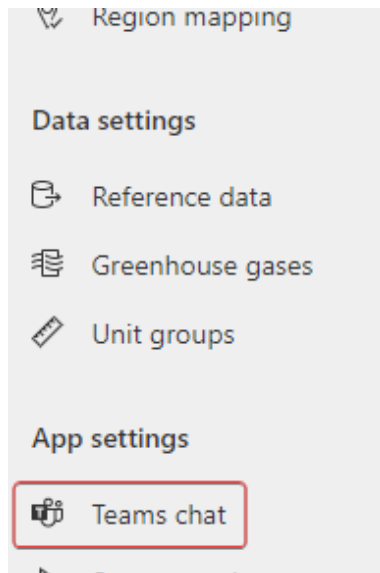 Region mapping
Data settings
Reference data
Greenhouse gases
Unit groups
App settings
Teams chat